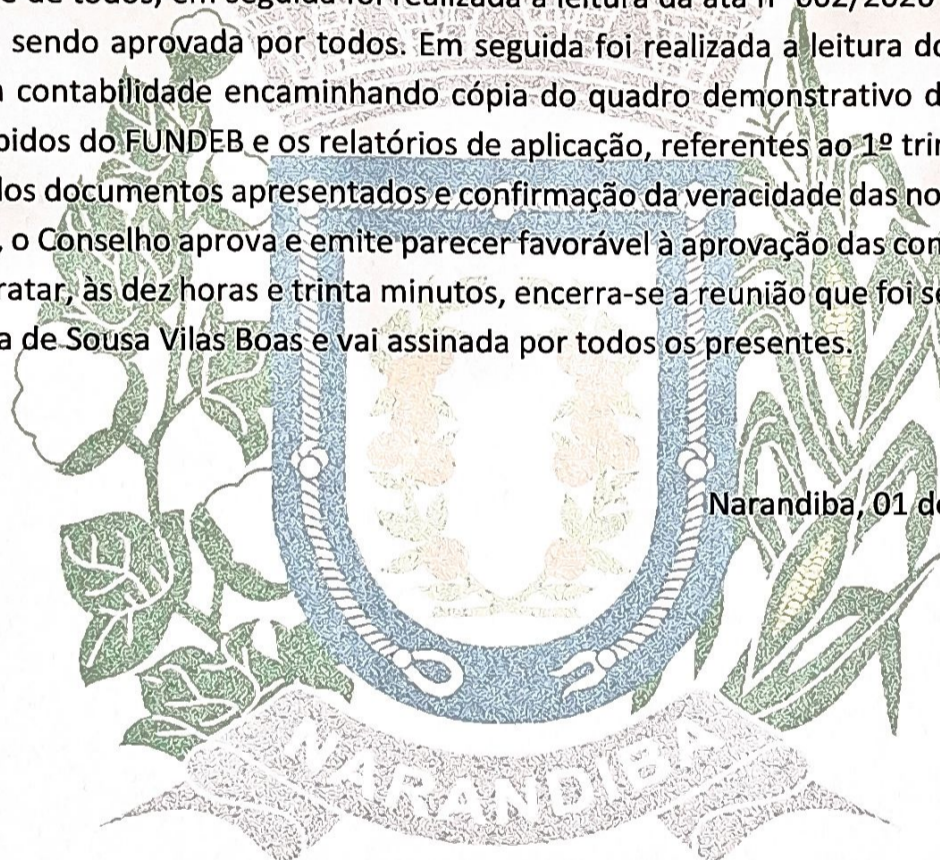 sendo aprovada por todos. Em seguida foi realizada a leitura do
contabilidade encaminhando cópia do quadro demonstrativo d
bidos do FUNDEB e os relatórios de aplicação, referentes ao 1º trim
dos documentos apresentados e confirmação da veracidade das no
, o Conselho aprova e emite parecer favorável à aprovação das con
ratar, às dez horas e trinta minutos, encerra-se a reunião que foi se
a de Sousa Vilas Boas e vai assinada por todos os presentes.
Narandiba, 01 de
NARANDIBA